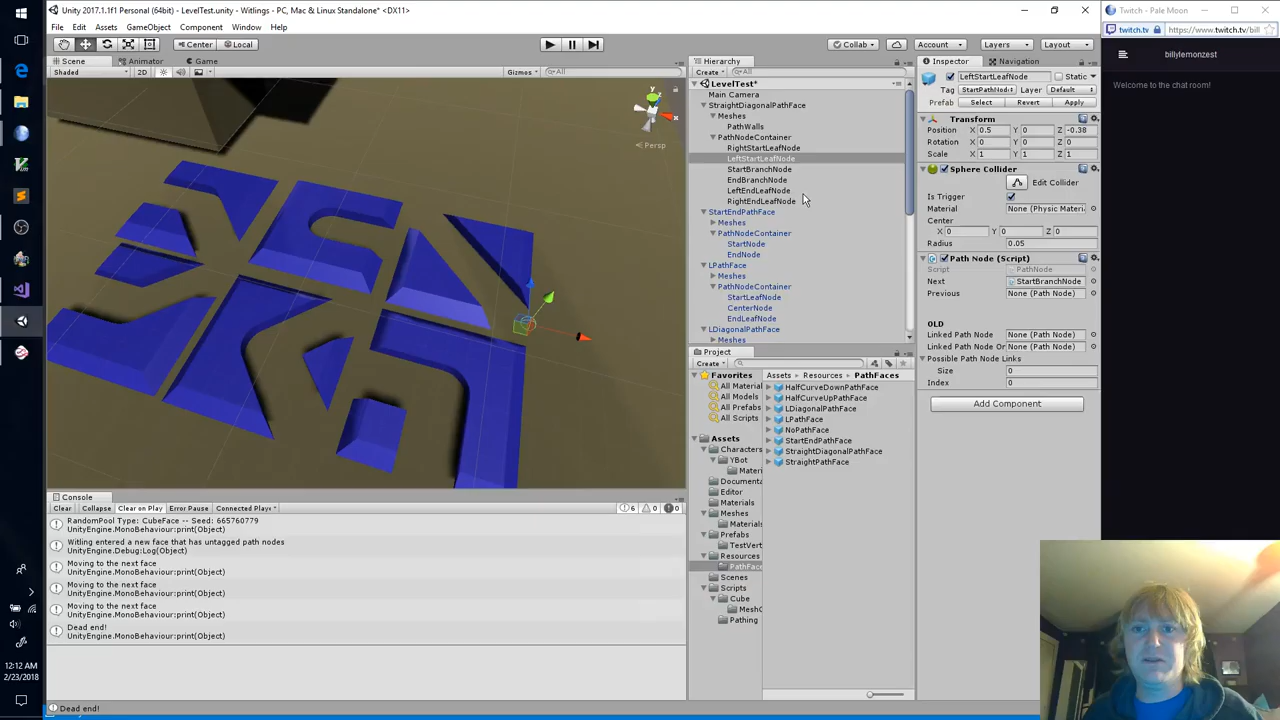 Unity 2017.1.1f1 Personal (64bit) - LevelTest.unity - Witlings - PC, Mac & Linux Standalone* <DX11>
Twitch - Pale Moon
File Edit Assets GameObject Component Window Help
twitch.tv https://www.twitch.tv/bill
Center Local
Collab Account Layers Layout
billylemonzest
Welcome to the chat room!
Scene Animator Game
Shaded 2D Gizmos All
Persp
y
x
Hierarchy
Create All
LevelTest*
Main Camera
StraightDiagonalPathFace
Meshes
PathWalls
PathNodeContainer
RightStartLeafNode
LeftStartLeafNode
StartBranchNode
EndBranchNode
LeftEndLeafNode
RightEndLeafNode
StartEndPathFace
Meshes
PathNodeContainer
StartNode
EndNode
LPathFace
Meshes
PathNodeContainer
StartLeafNode
CenterNode
EndLeafNode
LDiagonalPathFace
Meshes
Inspector Navigation
LeftStartLeafNode Static
Tag StartPathNode Layer Default
Prefab Select Revert Apply
Transform
Position X 0.5 Y 0 Z -0.38
Rotation X 0 Y 0 Z 0
Scale X 1 Y 1 Z 1
Sphere Collider
Edit Collider
Is Trigger
Material None (Physic Materi
Center
X 0 Y 0 Z 0
Radius 0.05
Path Node (Script)
Script PathNode
Next StartBranchNode
Previous None (Path Node)
OLD
Linked Path Node None (Path Node)
Linked Path Node Or None (Path Node)
Possible Path Node Links
Size 0
Index 0
Add Component
Project
Create
Favorites
All Material
All Models
All Prefabs
All Scripts
Assets
Characters
YBot
Materi
Documenta
Editor
Materials
Meshes
Materials
Prefabs
TestVert
Resources
PathFace
Scenes
Scripts
Cube
MeshC
Pathing
Assets Resources PathFaces
HalfCurveDownPathFace
HalfCurveUpPathFace
LDiagonalPathFace
LPathFace
NoPathFace
StartEndPathFace
StraightDiagonalPathFace
StraightPathFace
Console
Clear Collapse Clear on Play Error Pause Connected Playe
6 0 0
RandomPool Type: CubeFace -- Seed: 665760779
UnityEngine.MonoBehaviour:print(Object)
Witling entered a new face that has untagged path nodes
UnityEngine.Debug:Log(Object)
Moving to the next face
UnityEngine.MonoBehaviour:print(Object)
Moving to the next face
UnityEngine.MonoBehaviour:print(Object)
Moving to the next face
UnityEngine.MonoBehaviour:print(Object)
Dead end!
UnityEngine.MonoBehaviour:print(Object)
Dead end!
12:12 AM
2/23/2018